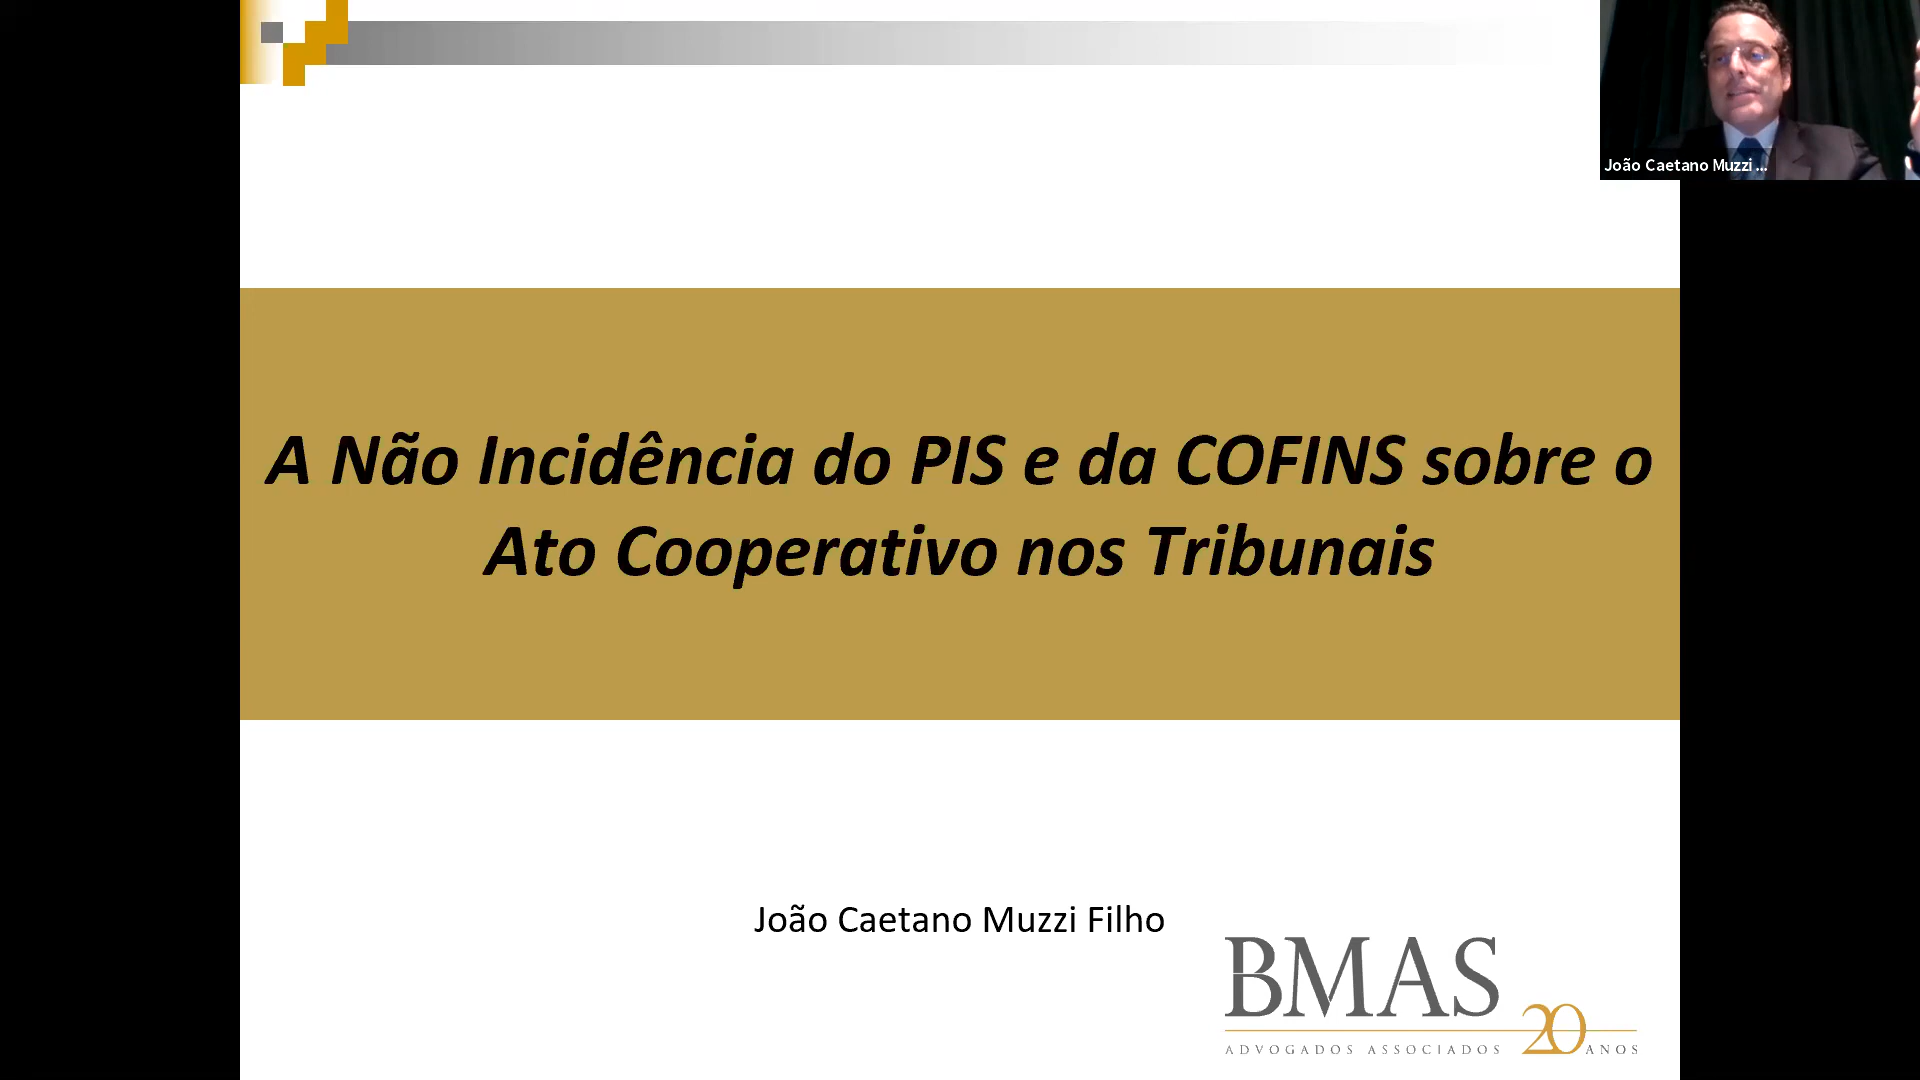 João Caetano Muzzi ...
A Não Incidência do PIS e da COFINS sobre o
Ato Cooperativo nos Tribunais
João Caetano Muzzi Filho
BMAS
ADVOGADOS ASSOCIADOS 20 ANOS